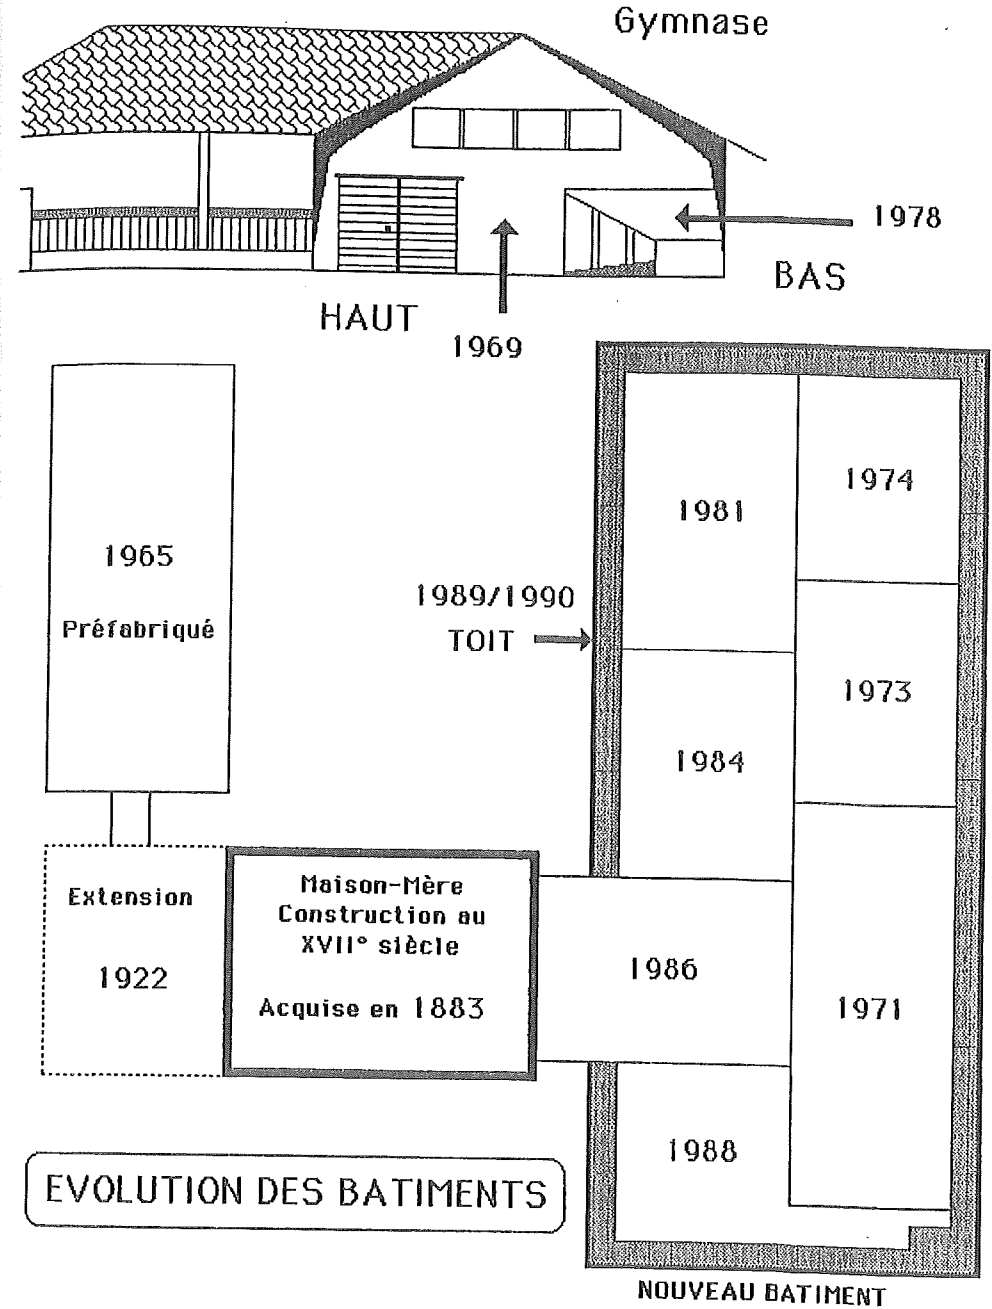 Gymnase
1978
BAS
HAUT
1969
1965
Préfabriqué
1989/1990
TOIT
1981
1974
1984
1973
Extension
1922
Maison-Mère
Construction au
XVII° siècle
Acquise en 1883
1986
1971
1988
EVOLUTION DES BATIMENTS
NOUVEAU BATIMENT